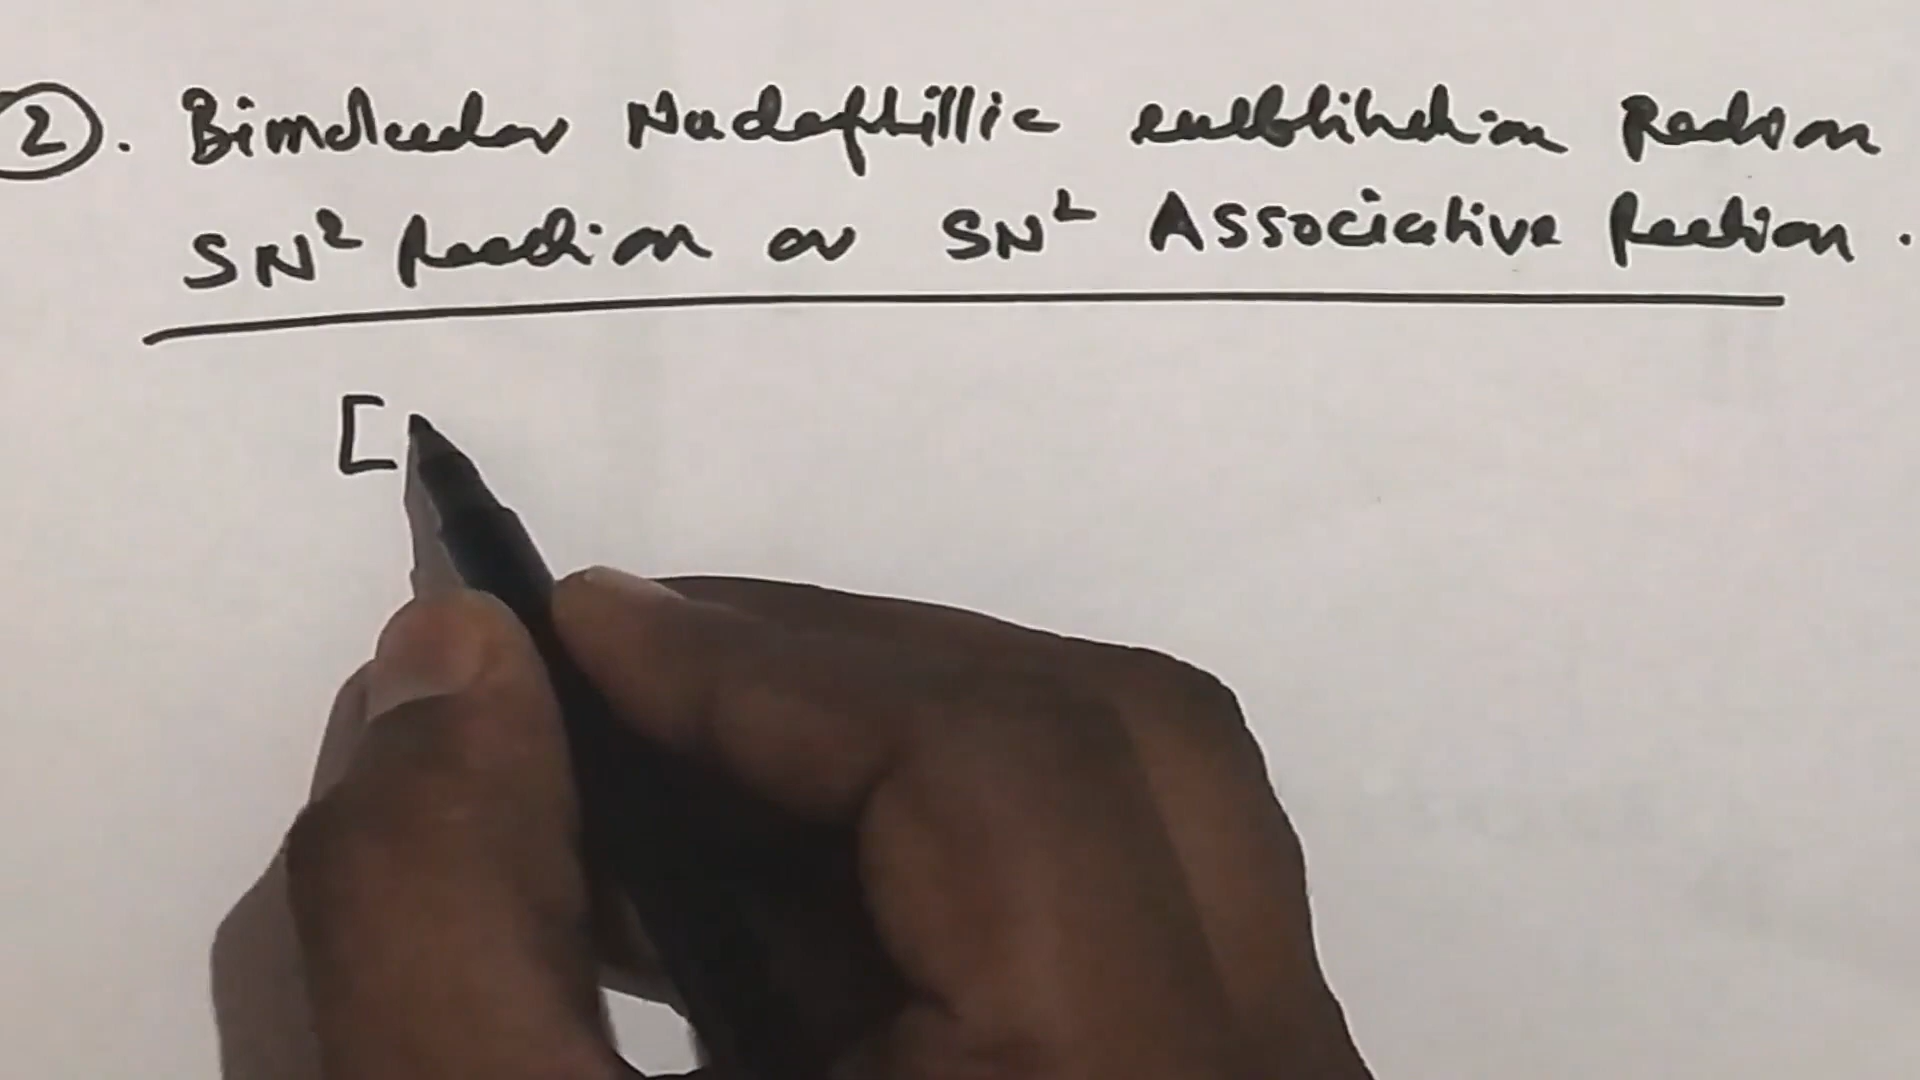 2. Bimolecular Nucleophillic substitution Reaction
SN² Reaction or SN² Associative Reaction.
[